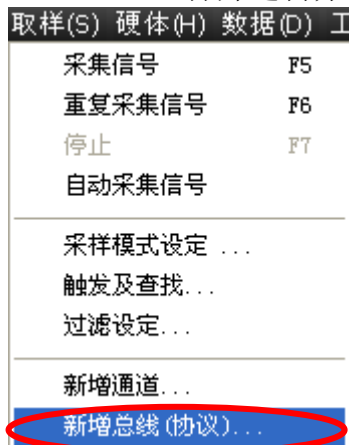 取样(S) 硬体(H) 数据(D) 工
采集信号 F5
重复采集信号 F6
停止 F7
自动采集信号
采样模式设定 ...
触发及查找...
过滤设定...
新增通道...
新增总线(协议)...